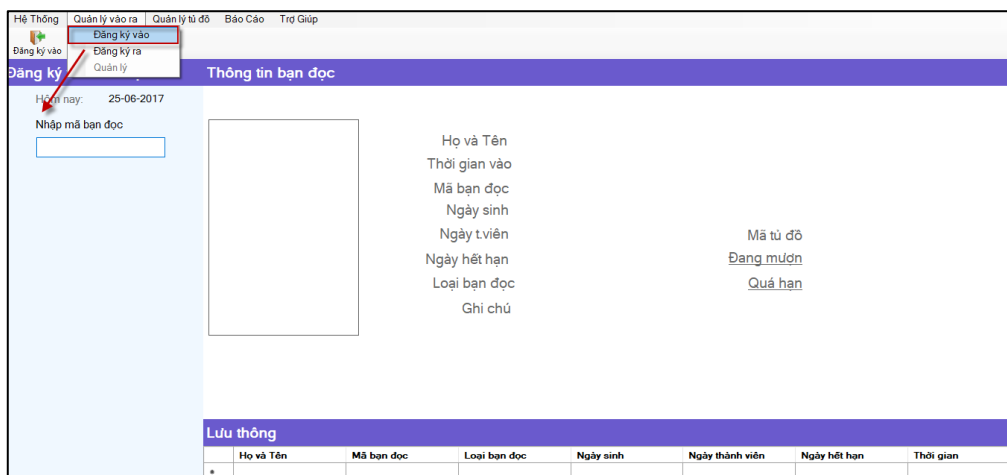 Hệ Thống Quản lý vào ra Quản lý tủ đồ Báo Cáo Trợ Giúp
Đăng ký vào
Đăng ký ra
Quản lý
Đăng ký vào
Đăng ký
Thông tin bạn đọc
Hôm nay: 25-06-2017
Nhập mã bạn đọc
Họ và Tên
Thời gian vào
Mã bạn đọc
Ngày sinh
Ngày t.viên
Mã tủ đồ
Ngày hết hạn
Đang mượn
Loại bạn đọc
Quá hạn
Ghi chú
Lưu thông
Họ và Tên Mã bạn đọc Loại bạn đọc Ngày sinh Ngày thành viên Ngày hết hạn Thời gian